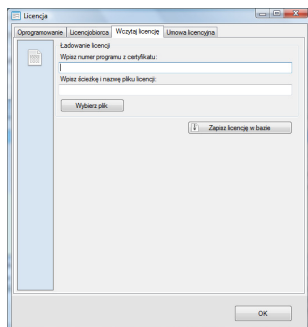 Licencja
Oprogramowanie Licencjobiorca Wczytaj licencję Umowa licencyjna
Ładowanie licencji
Wpisz numer programu z certyfikatu:
Wpisz ścieżkę i nazwę pliku licencji:
Wybierz plik
Zapisz licencję w bazie
OK